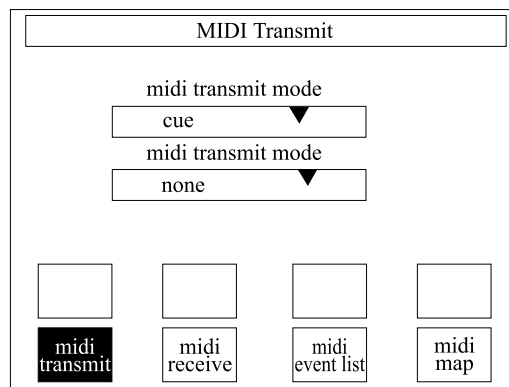 MIDI Transmit
midi transmit mode
cue
midi transmit mode
none
midi transmit
midi receive
midi event list
midi map